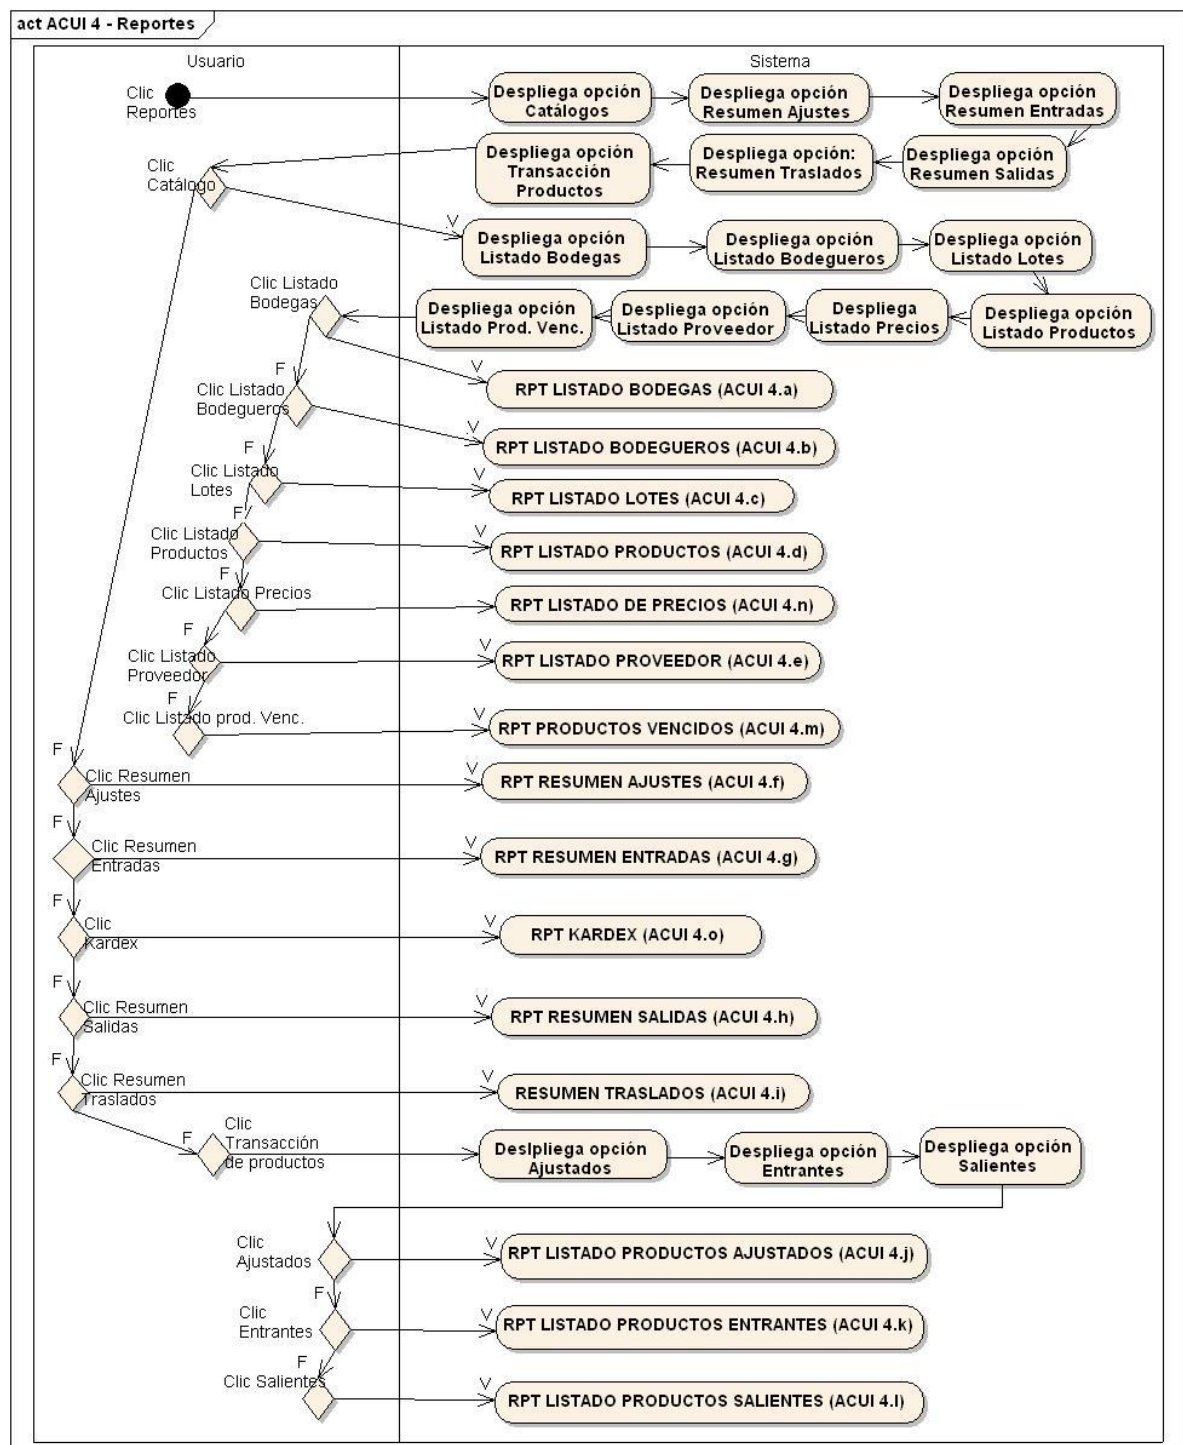 act ACUI 4 - Reportes
Usuario
Sistema
Clic
Reportes
Despliega opción
Catálogos
Despliega opción
Resumen Ajustes
Despliega opción
Resumen Entradas
Despliega opción
Resumen Salidas
Despliega opción:
Resumen Traslados
Despliega opción
Transacción
Productos
Clic
Catálogo
V
Despliega opción
Listado Bodegas
Despliega opción
Listado Bodegueros
Despliega opción
Listado Lotes
Despliega opción
Listado Productos
Despliega
Listado Precios
Despliega opción
Listado Proveedor
Despliega opción
Listado Prod. Venc.
Clic Listado
Bodegas
V
RPT LISTADO BODEGAS (ACUI 4.a)
F
Clic Listado
Bodegueros
V
RPT LISTADO BODEGUEROS (ACUI 4.b)
F
Clic Listado
Lotes
V
RPT LISTADO LOTES (ACUI 4.c)
F
Clic Listado
Productos
V
RPT LISTADO PRODUCTOS (ACUI 4.d)
F
Clic Listado Precios
V
RPT LISTADO DE PRECIOS (ACUI 4.n)
F
Clic Listado
Proveedor
V
RPT LISTADO PROVEEDOR (ACUI 4.e)
F
Clic Listado prod. Venc.
V
RPT PRODUCTOS VENCIDOS (ACUI 4.m)
F
Clic Resumen
Ajustes
V
RPT RESUMEN AJUSTES (ACUI 4.f)
F
Clic Resumen
Entradas
V
RPT RESUMEN ENTRADAS (ACUI 4.g)
F
Clic
Kardex
V
RPT KARDEX (ACUI 4.o)
F
Clic Resumen
Salidas
V
RPT RESUMEN SALIDAS (ACUI 4.h)
F
Clic Resumen
Traslados
V
RESUMEN TRASLADOS (ACUI 4.i)
F
Clic
Transacción
de productos
V
Deslpliega opción
Ajustados
Despliega opción
Entrantes
Despliega opción
Salientes
Clic
Ajustados
V
RPT LISTADO PRODUCTOS AJUSTADOS (ACUI 4.j)
F
Clic
Entrantes
V
RPT LISTADO PRODUCTOS ENTRANTES (ACUI 4.k)
F
Clic Salientes
V
RPT LISTADO PRODUCTOS SALIENTES (ACUI 4.l)